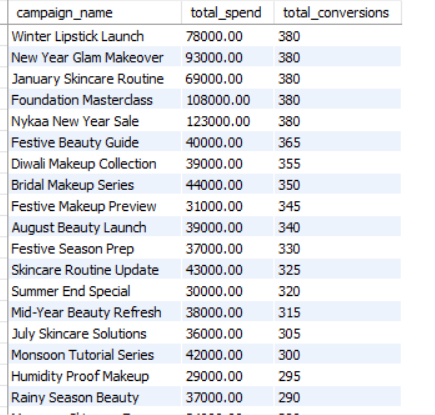 campaign_name total_spend total_conversions
Winter Lipstick Launch 78000.00 380
New Year Glam Makeover 93000.00 380
January Skincare Routine 69000.00 380
Foundation Masterclass 108000.00 380
Nykaa New Year Sale 123000.00 380
Festive Beauty Guide 40000.00 365
Diwali Makeup Collection 39000.00 355
Bridal Makeup Series 44000.00 350
Festive Makeup Preview 31000.00 345
August Beauty Launch 39000.00 340
Festive Season Prep 37000.00 330
Skincare Routine Update 43000.00 325
Summer End Special 30000.00 320
Mid-Year Beauty Refresh 38000.00 315
July Skincare Solutions 36000.00 305
Monsoon Tutorial Series 42000.00 300
Humidity Proof Makeup 29000.00 295
Rainy Season Beauty 37000.00 290